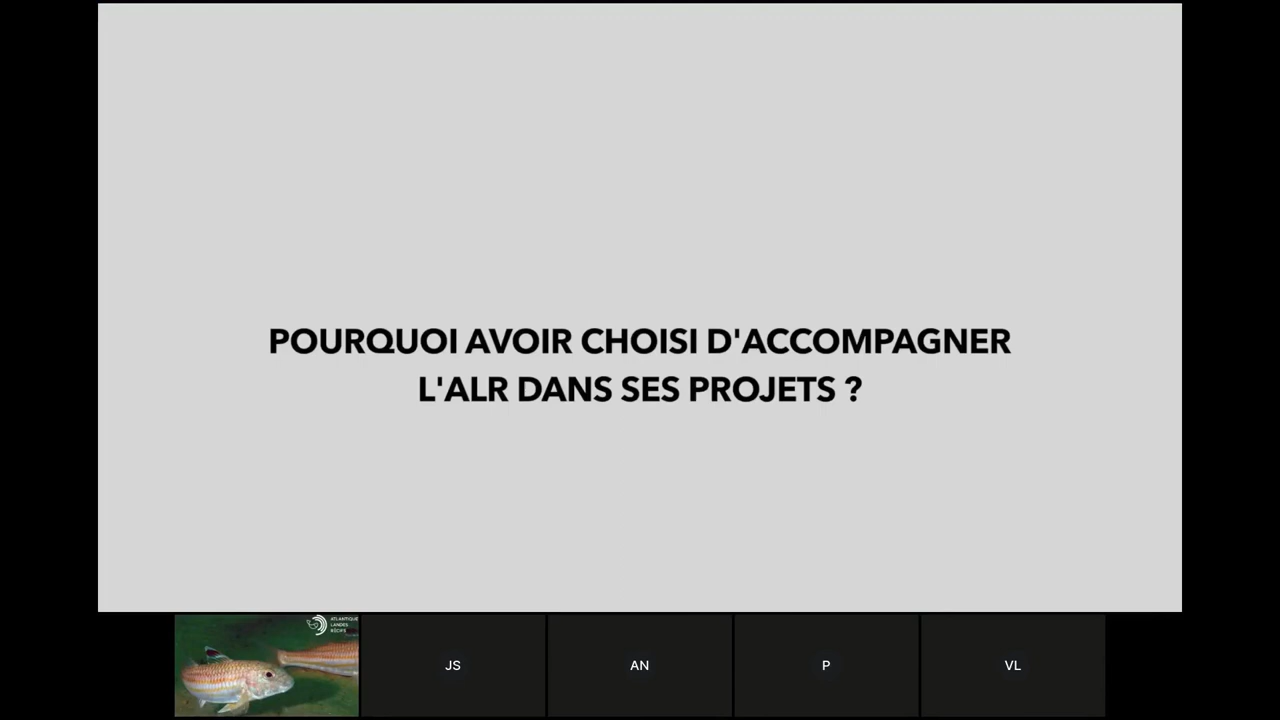 POURQUOI AVOIR CHOISI D'ACCOMPAGNER
L'ALR DANS SES PROJETS ?
ATLANTIQUE
LANDES
RÉCIFS
JS
AN
P
VL